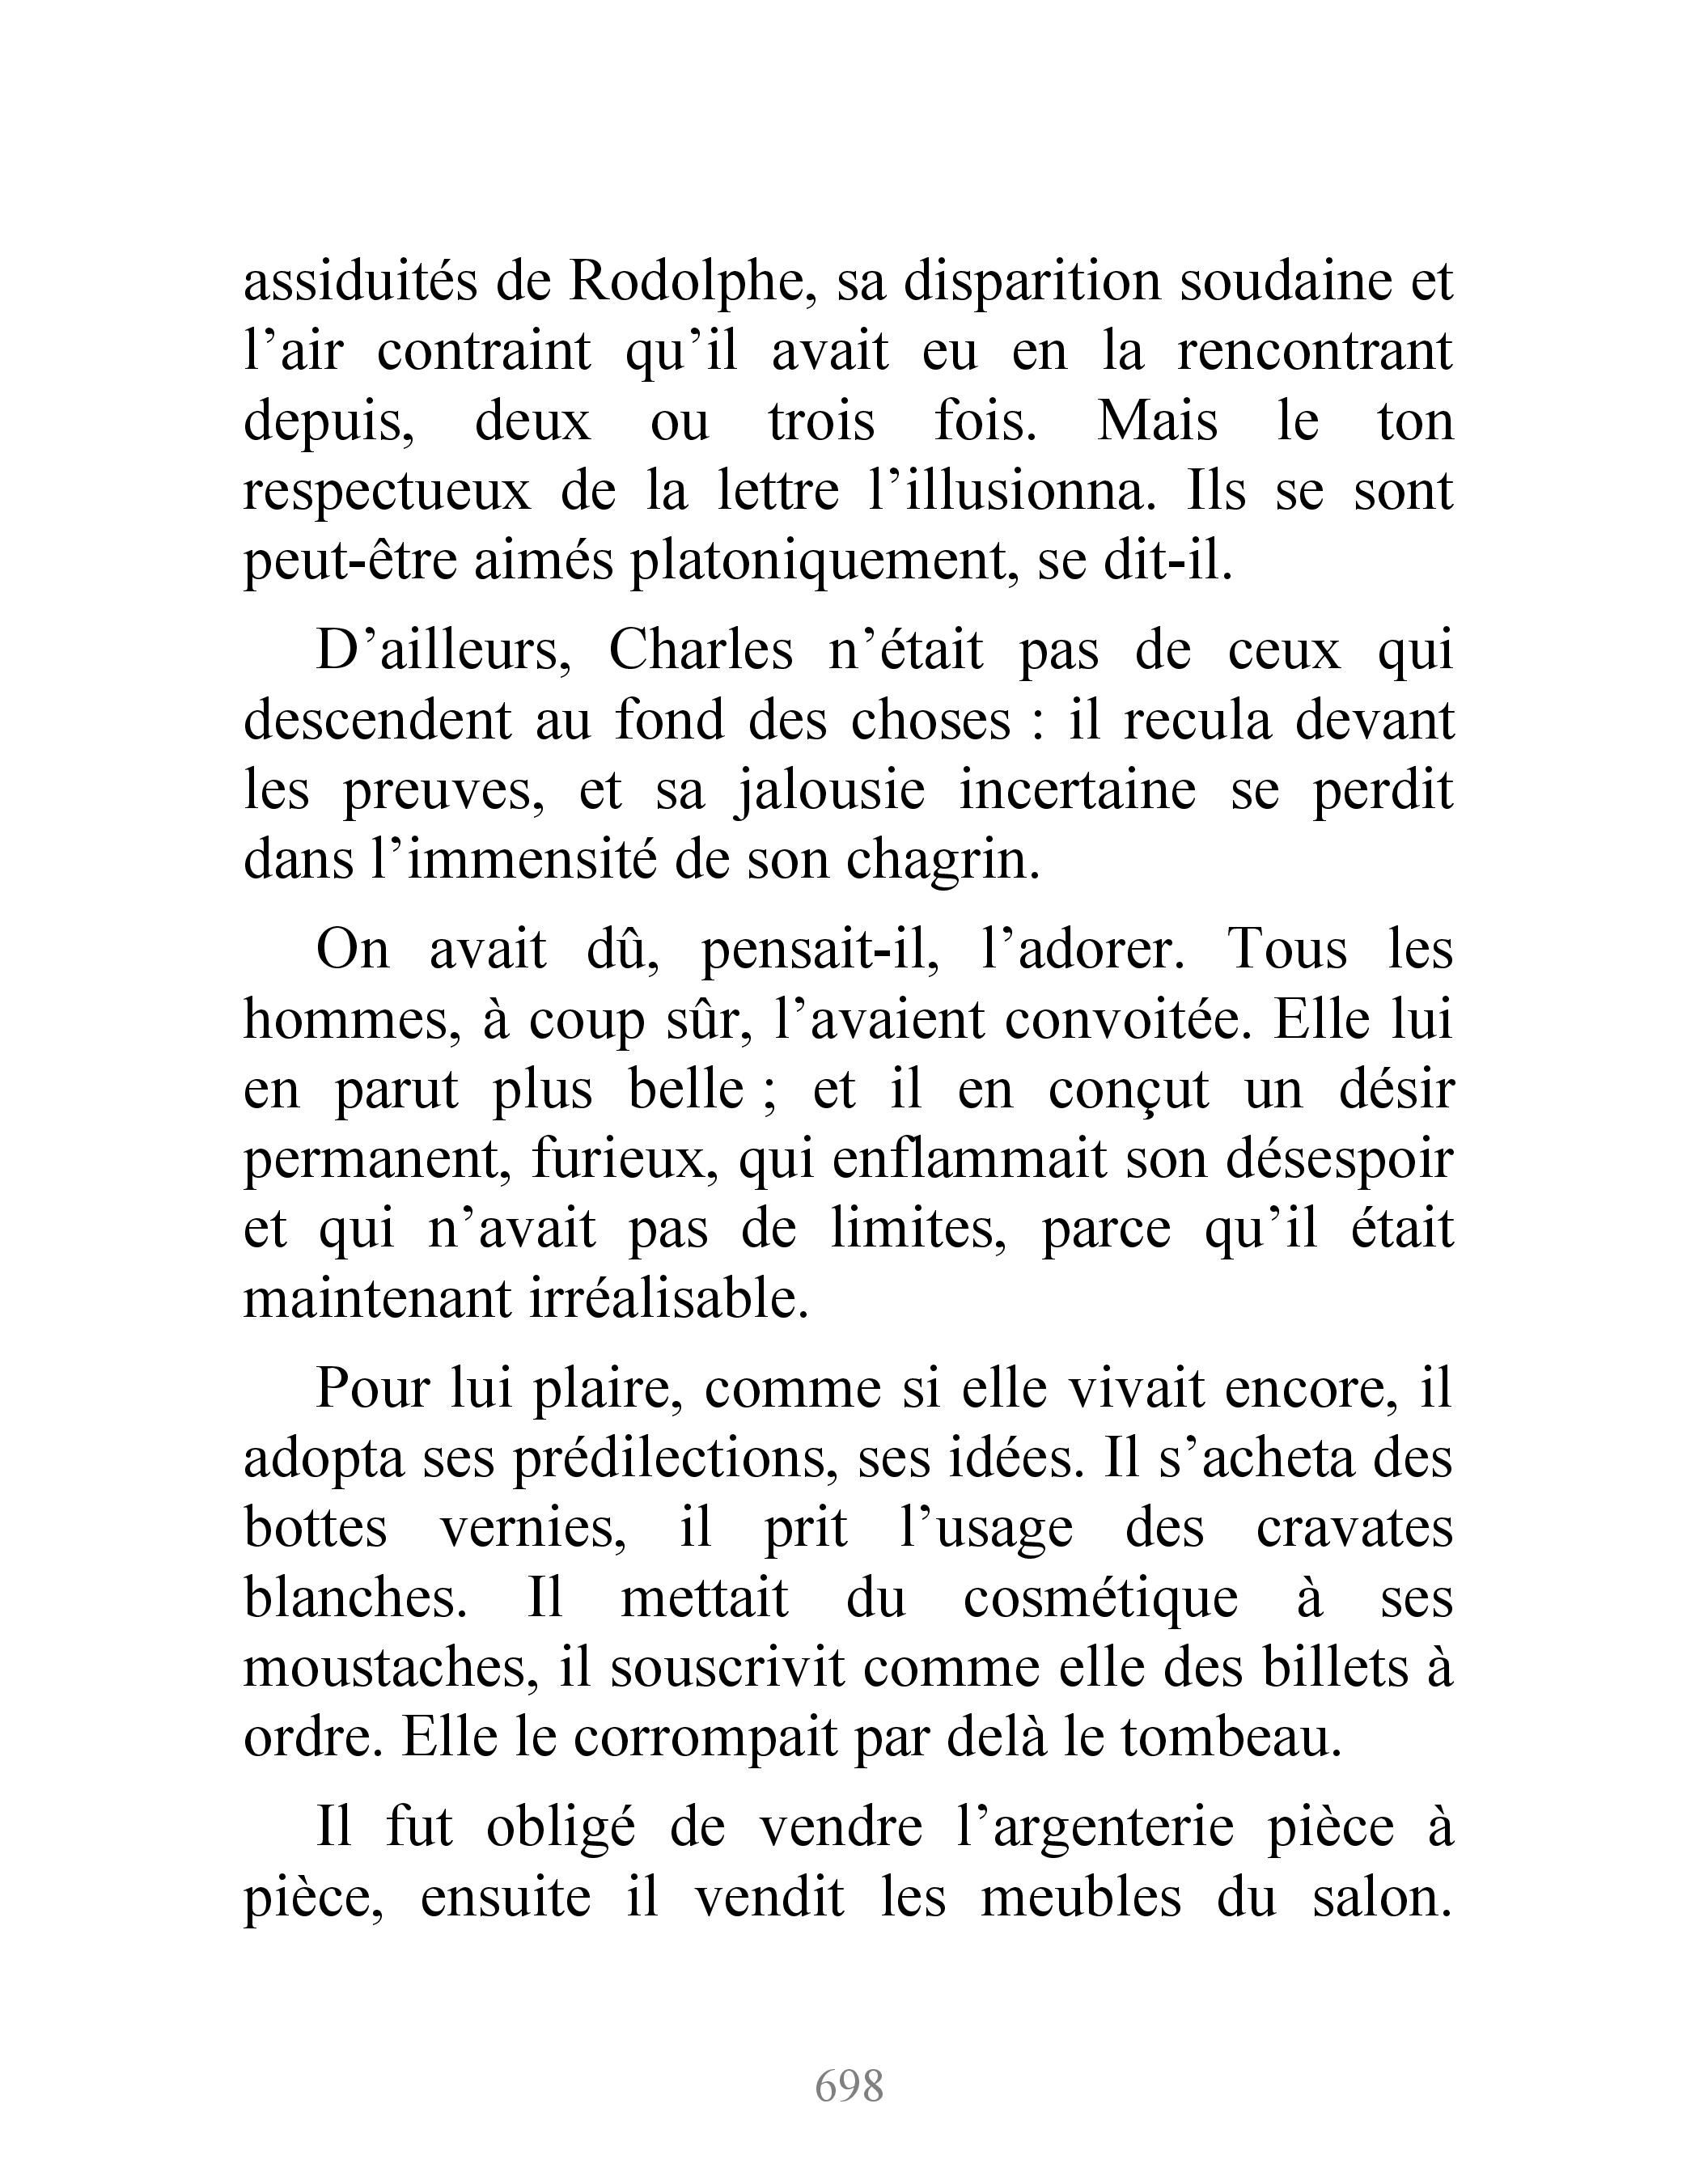 assiduités de Rodolphe, sa disparition soudaine et
l’air contraint qu’il avait eu en la rencontrant
depuis, deux ou trois fois. Mais le ton
respectueux de la lettre l’illusionna. Ils se sont
peut-être aimés platoniquement, se dit-il.
D’ailleurs, Charles n’était pas de ceux qui
descendent au fond des choses : il recula devant
les preuves, et sa jalousie incertaine se perdit
dans l’immensité de son chagrin.
On avait dû, pensait-il, l’adorer. Tous les
hommes, à coup sûr, l’avaient convoitée. Elle lui
en parut plus belle ; et il en conçut un désir
permanent, furieux, qui enflammait son désespoir
et qui n’avait pas de limites, parce qu’il était
maintenant irréalisable.
Pour lui plaire, comme si elle vivait encore, il
adopta ses prédilections, ses idées. Il s’acheta des
bottes vernies, il prit l’usage des cravates
blanches. Il mettait du cosmétique à ses
moustaches, il souscrivit comme elle des billets à
ordre. Elle le corrompait par delà le tombeau.
Il fut obligé de vendre l’argenterie pièce à
pièce, ensuite il vendit les meubles du salon.
698